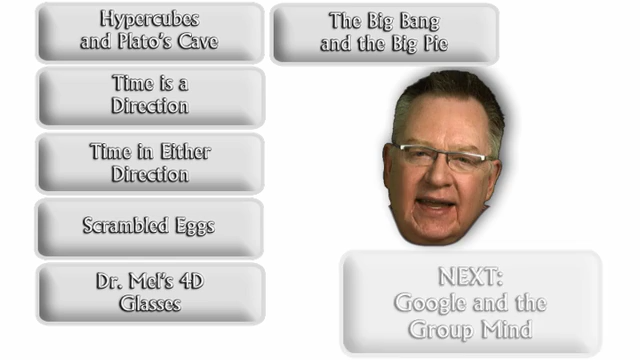 Hypercubes
and Plato's Cave
Time is a
Direction
Time in Either
Direction
Scrambled Eggs
Dr. Mel's 4D
Glasses
The Big Bang
and the Big Pie
NEXT:
Google and the
Group Mind